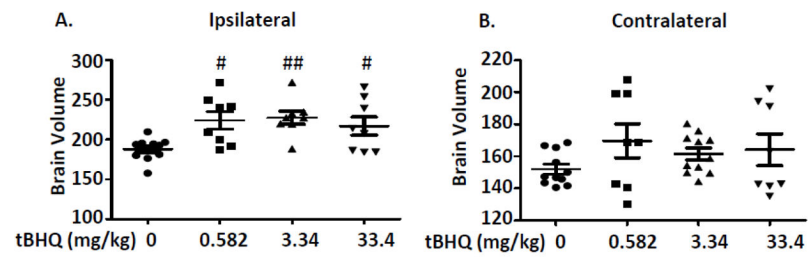 A. Ipsilateral
Brain Volume
300
250
200
150
100
# ## #
tBHQ (mg/kg) 0 0.582 3.34 33.4
B. Contralateral
Brain Volume
220
200
180
160
140
120
tBHQ (mg/kg) 0 0.582 3.34 33.4